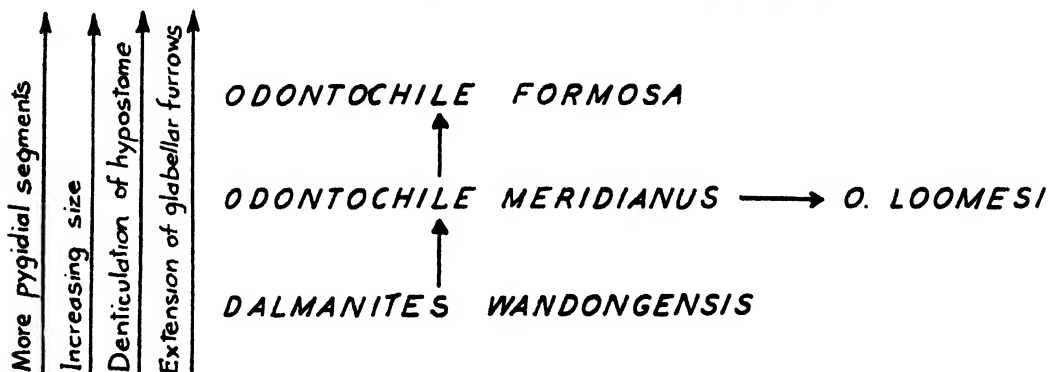 More pygidial segments
Increasing size
Denticulation of hypostome
Extension of glabellar furrows
ODONTOCHILE FORMOSA
ODONTOCHILE MERIDIANUS O. LOOMESI
DALMANITES WANDONGENSIS